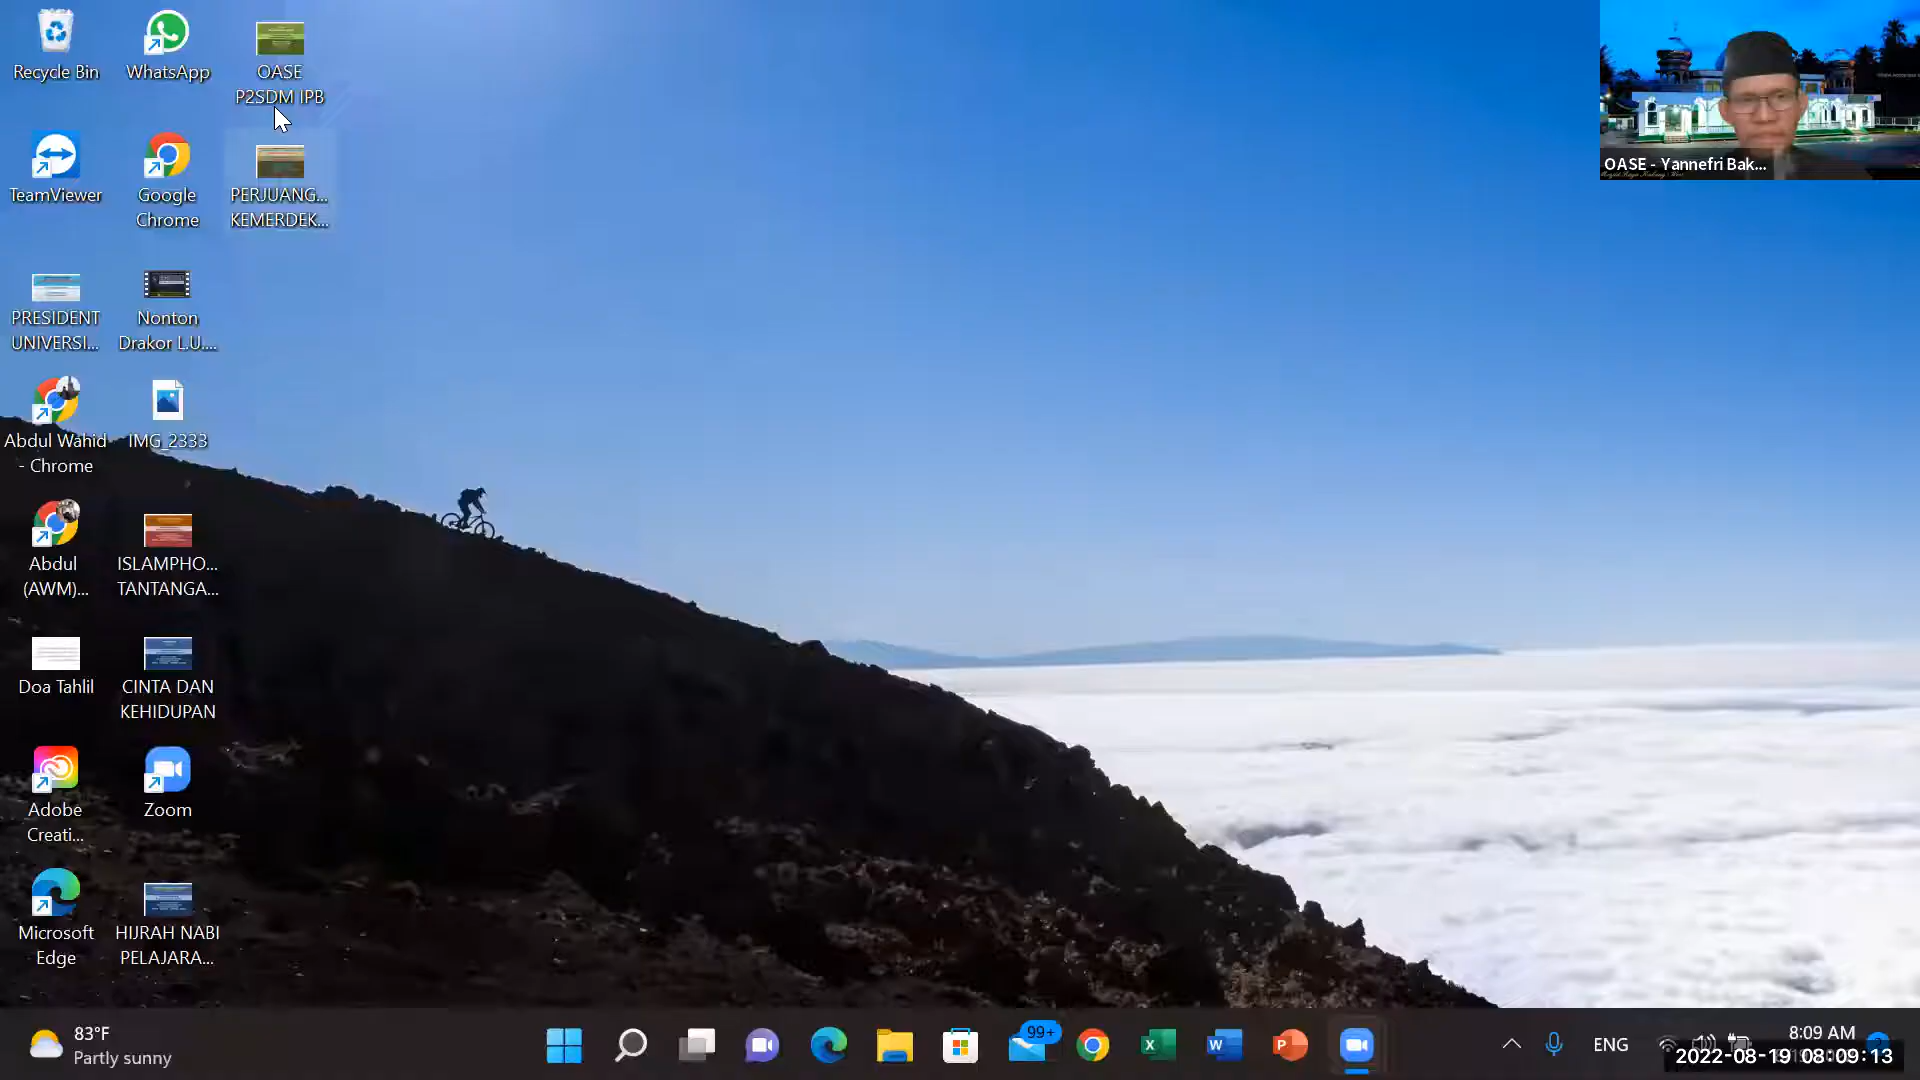 Recycle Bin
WhatsApp
OASE
P2SDM IPB
TeamViewer
Google
Chrome
PERJUANG...
KEMERDEK...
PRESIDENT
UNIVERSI...
Nonton
Drakor L.U....
Abdul Wahid
- Chrome
IMG_2333
Abdul
(AWM)...
ISLAMPHO...
TANTANGA...
Doa Tahlil
CINTA DAN
KEHIDUPAN
Adobe
Creati...
Zoom
Microsoft
Edge
HIJRAH NABI
PELAJARA...
OASE - Yannefri Bak...
83°F
Partly sunny
99+
ENG
8:09 AM
2022-08-19 08:09:13